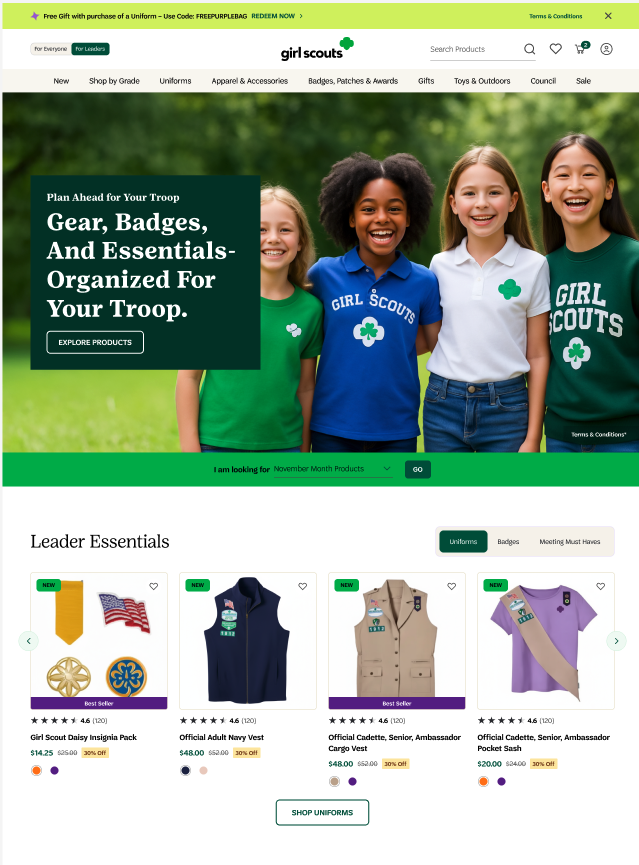 Free Gift with purchase of a Uniform – Use Code: FREEPURPLEBAG REDEEM NOW
Terms & Conditions
For Everyone
For Leaders
girl scouts
Search Products
2
New
Shop by Grade
Uniforms
Apparel & Accessories
Badges, Patches & Awards
Gifts
Toys & Outdoors
Council
Sale
Plan Ahead for Your Troop
Gear, Badges,
And Essentials-
Organized For
Your Troop.
EXPLORE PRODUCTS
GIRL SCOUTS
GIRL
SCOUTS
Terms & Conditions*
I am looking for November Month Products
GO
Leader Essentials
Uniforms
Badges
Meeting Must Haves
NEW
Best Seller
4.6 (120)
Girl Scout Daisy Insignia Pack
$14.25 $25.00 30% Off
NEW
1912
4.6 (120)
Official Adult Navy Vest
$48.00 $52.00 30% Off
NEW
1912
Best Seller
4.6 (120)
Official Cadette, Senior, Ambassador
Cargo Vest
$48.00 $52.00 30% Off
NEW
4.6 (120)
Official Cadette, Senior, Ambassador
Pocket Sash
$20.00 $24.00 30% Off
SHOP UNIFORMS